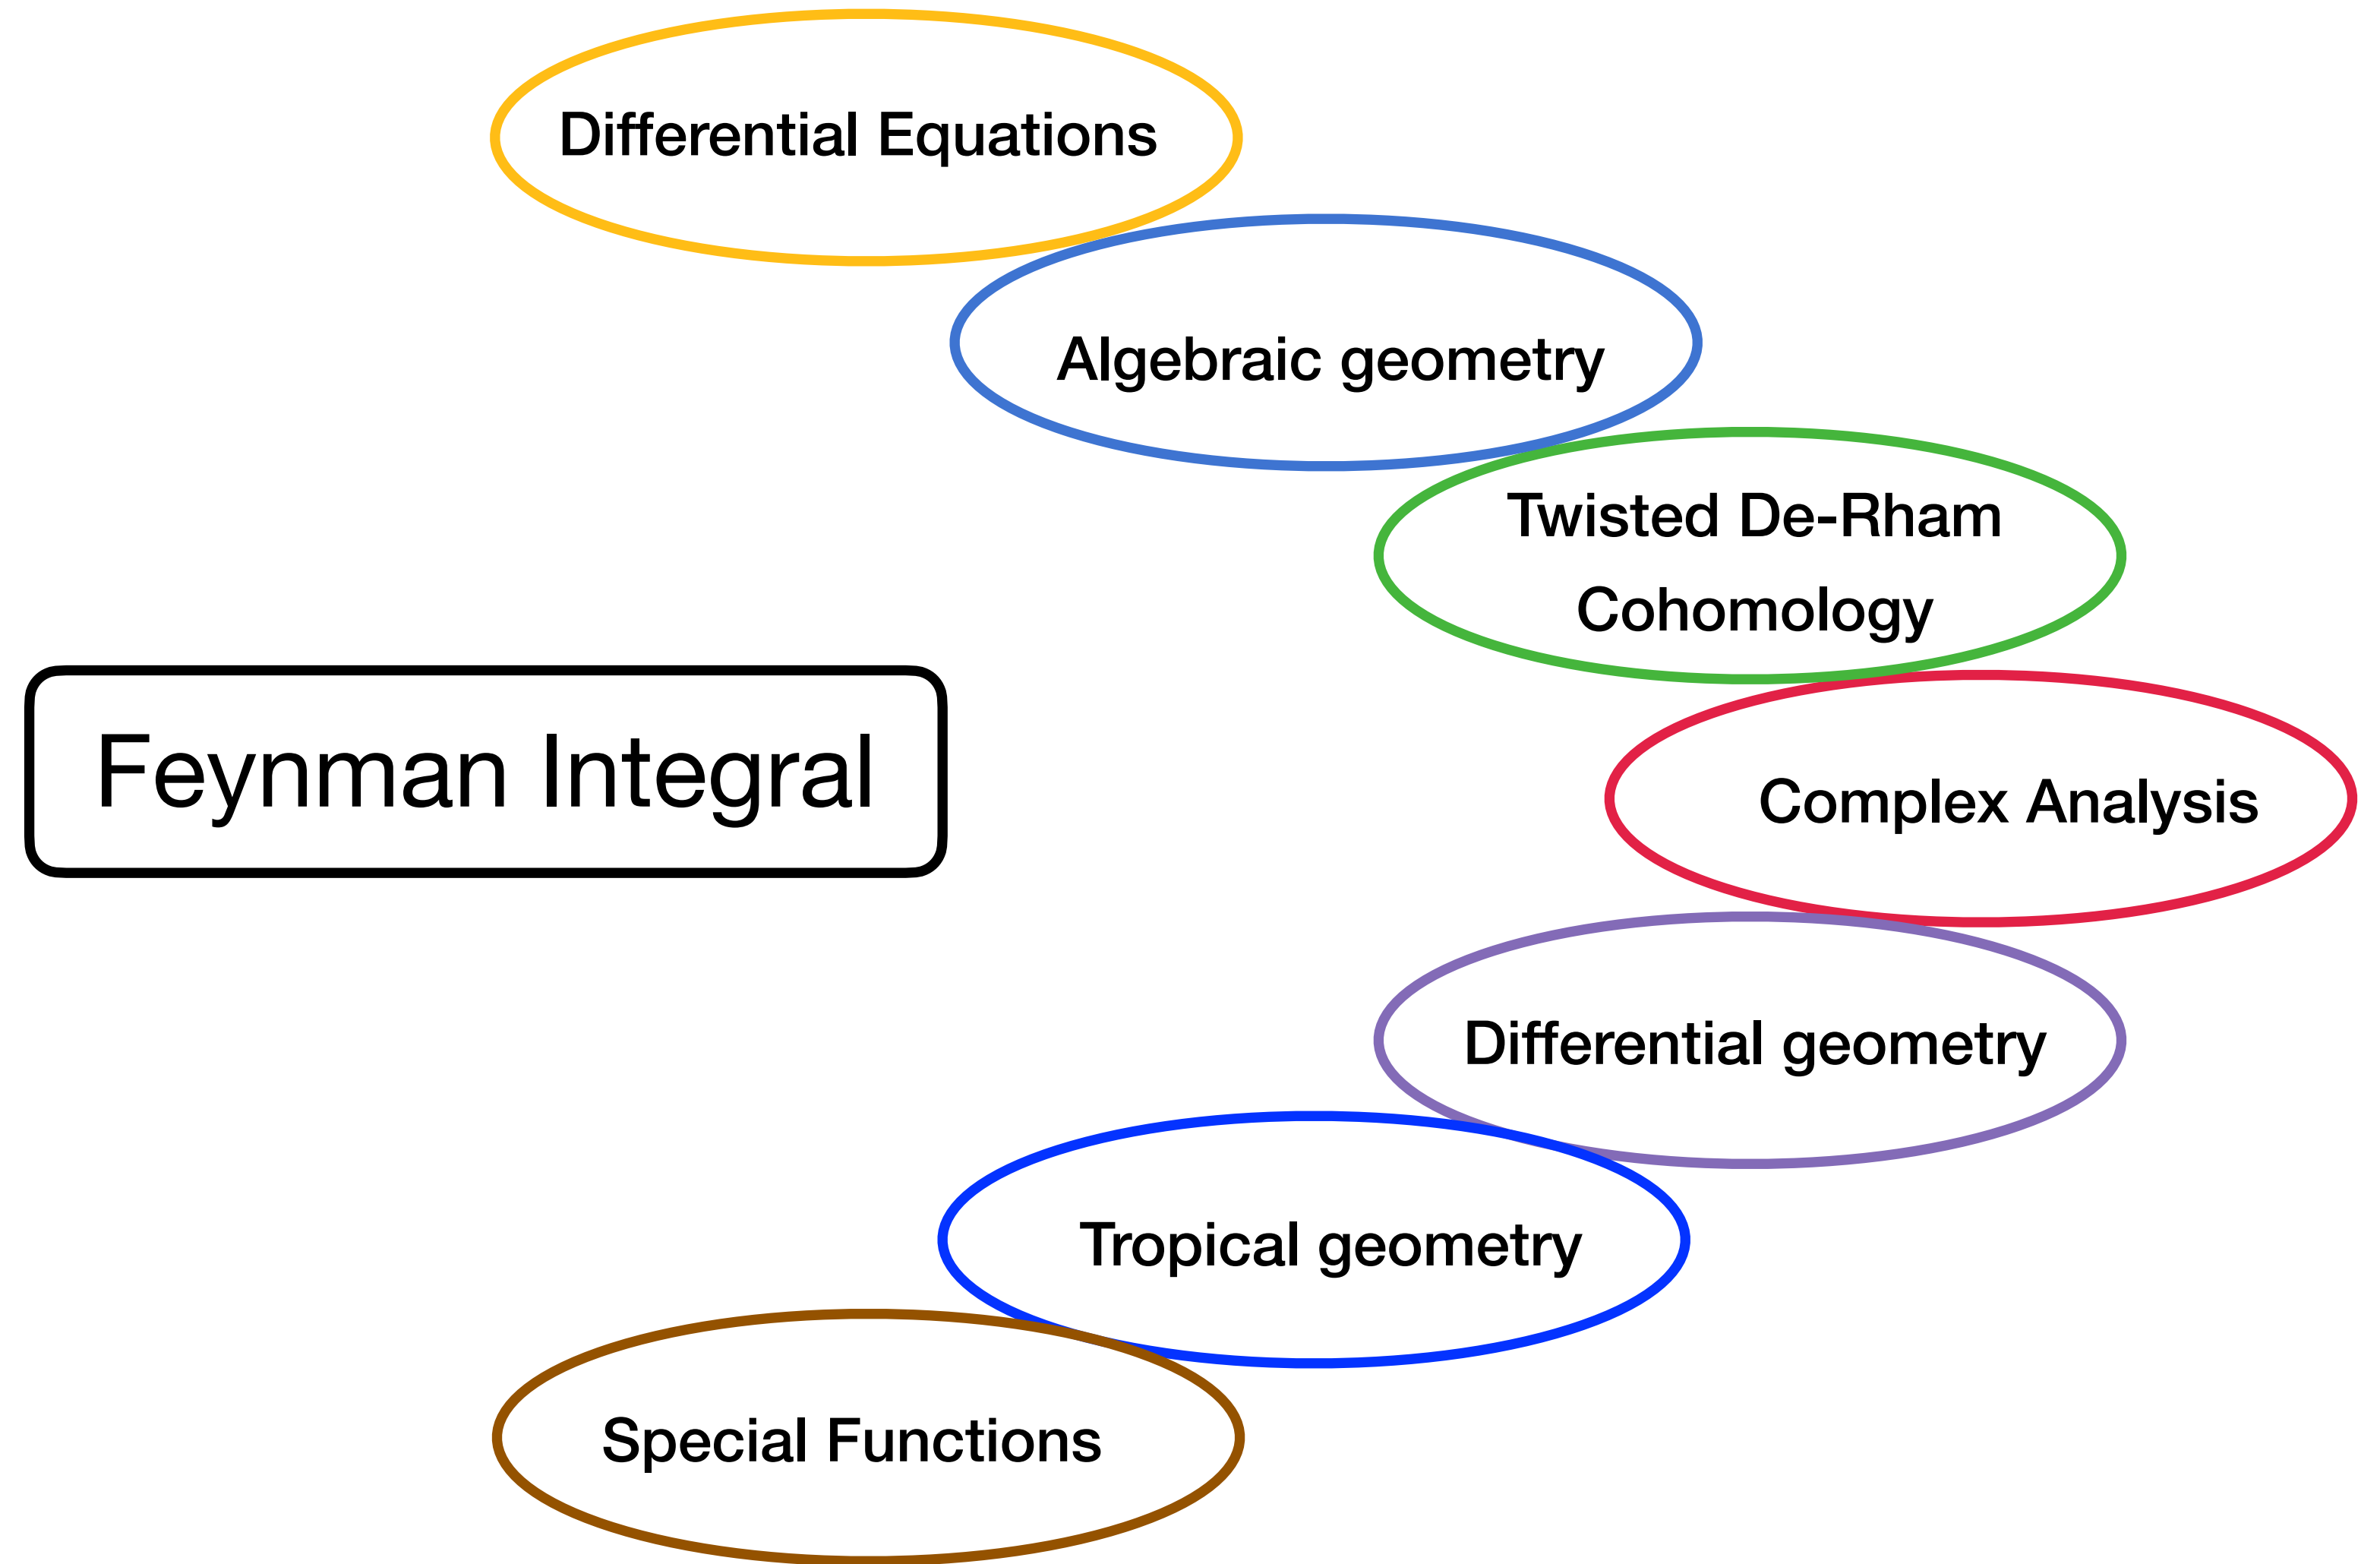 Differential Equations
Algebraic geometry
Twisted De-Rham
Cohomology
Feynman Integral
Complex Analysis
Differential geometry
Tropical geometry
Special Functions